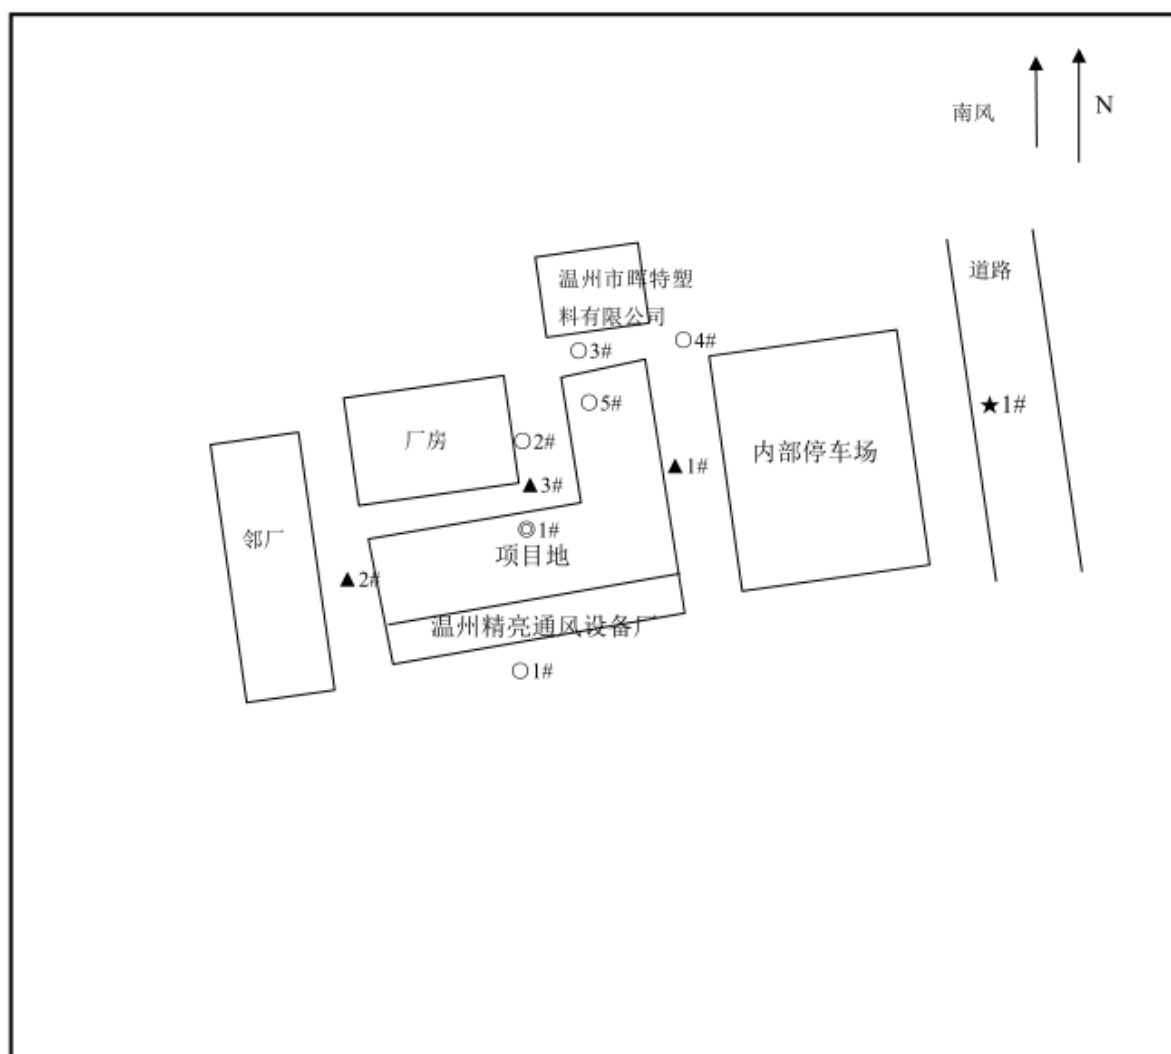 南风
N
道路
温州市晖特塑
料有限公司
○3#
○4#
○5#
★1#
厂房
○2#
内部停车场
▲1#
▲3#
◎1#
邻厂
项目地
▲2#
温州精亮通风设备厂
○1#